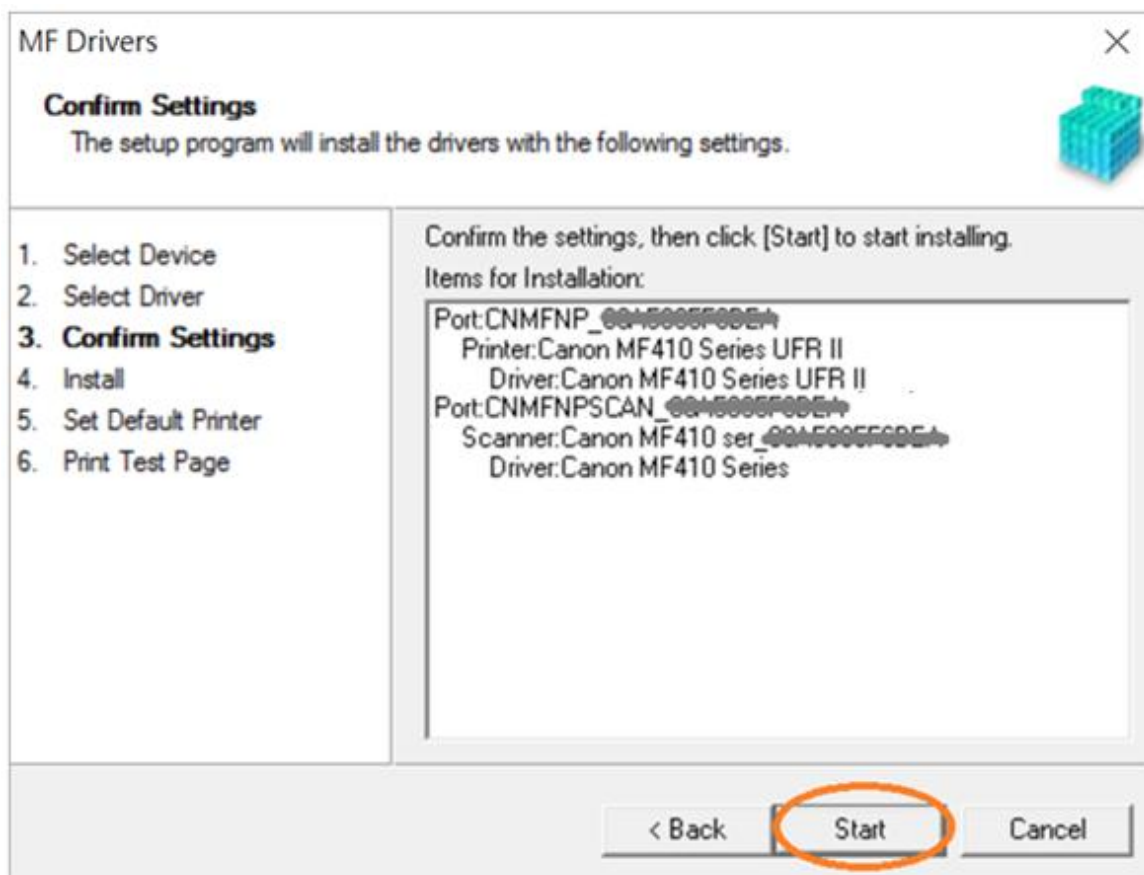 MF Drivers
Confirm Settings
The setup program will install the drivers with the following settings.
1. Select Device
2. Select Driver
3. Confirm Settings
4. Install
5. Set Default Printer
6. Print Test Page
Confirm the settings, then click [Start] to start installing.
Items for Installation:
Port:CNMFNP_
Printer:Canon MF410 Series UFR II
Driver:Canon MF410 Series UFR II
Port:CNMFNPSCAN_
Scanner:Canon MF410 ser_
Driver:Canon MF410 Series
< Back
Start
Cancel